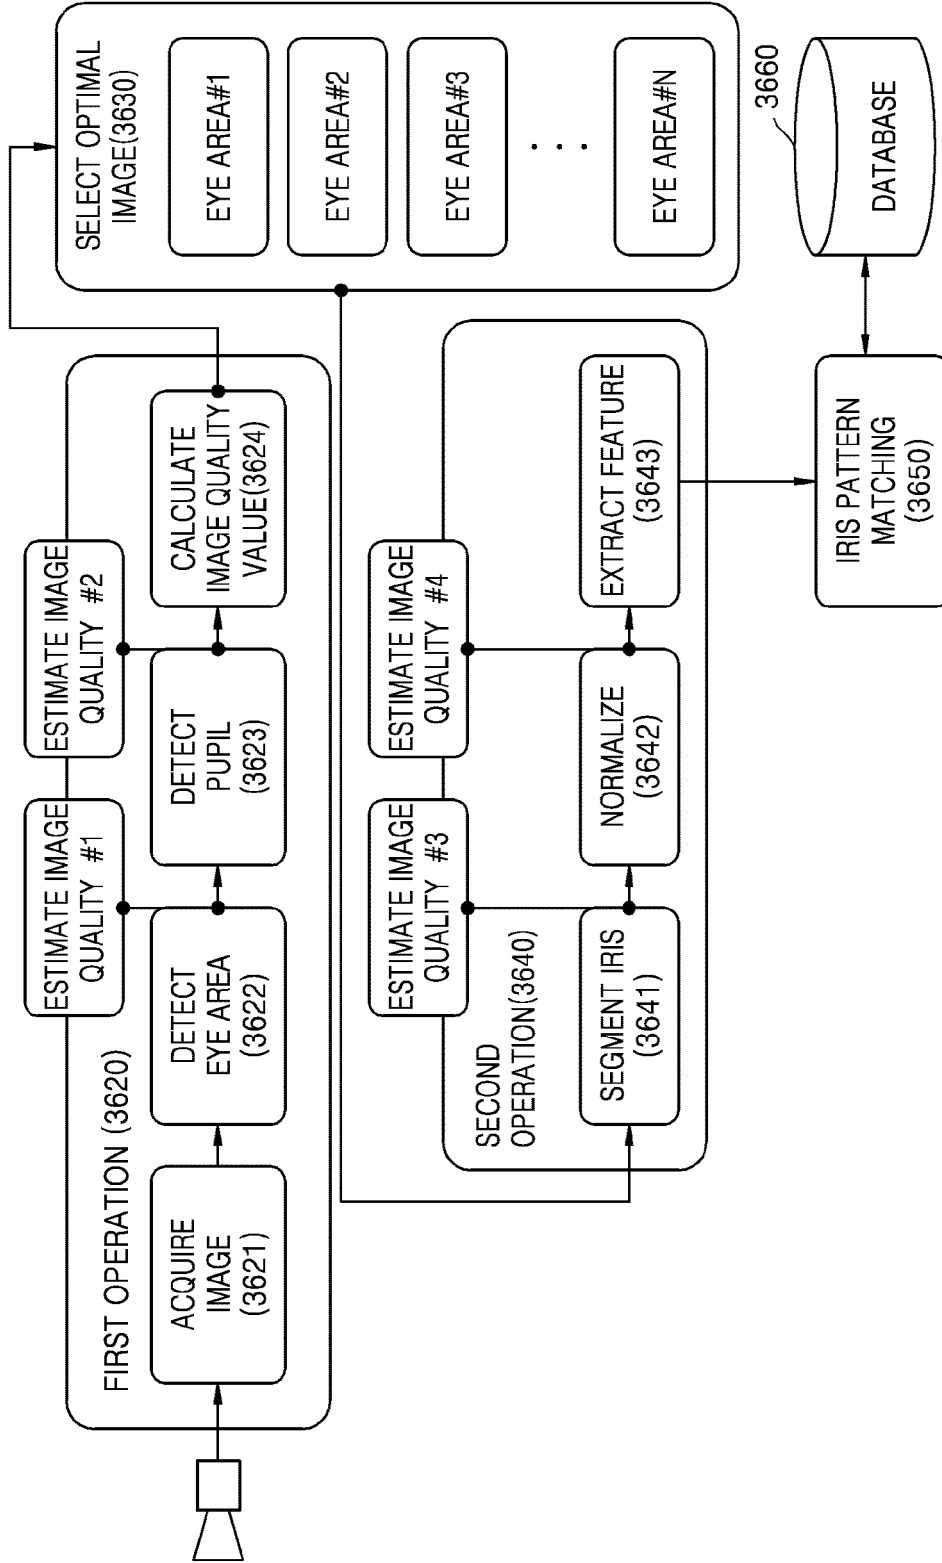 FIRST OPERATION (3620)
ESTIMATE IMAGE
QUALITY #1
ESTIMATE IMAGE
QUALITY #2
ACQUIRE
IMAGE
(3621)
DETECT
EYE AREA
(3622)
DETECT
PUPIL
(3623)
CALCULATE
IMAGE QUALITY
VALUE(3624)
SELECT OPTIMAL
IMAGE(3630)
EYE AREA#1
EYE AREA#2
EYE AREA#3
. . .
EYE AREA#N
SECOND
OPERATION(3640)
ESTIMATE IMAGE
QUALITY #3
ESTIMATE IMAGE
QUALITY #4
SEGMENT IRIS
(3641)
NORMALIZE
(3642)
EXTRACT FEATURE
(3643)
IRIS PATTERN
MATCHING
(3650)
3660
DATABASE